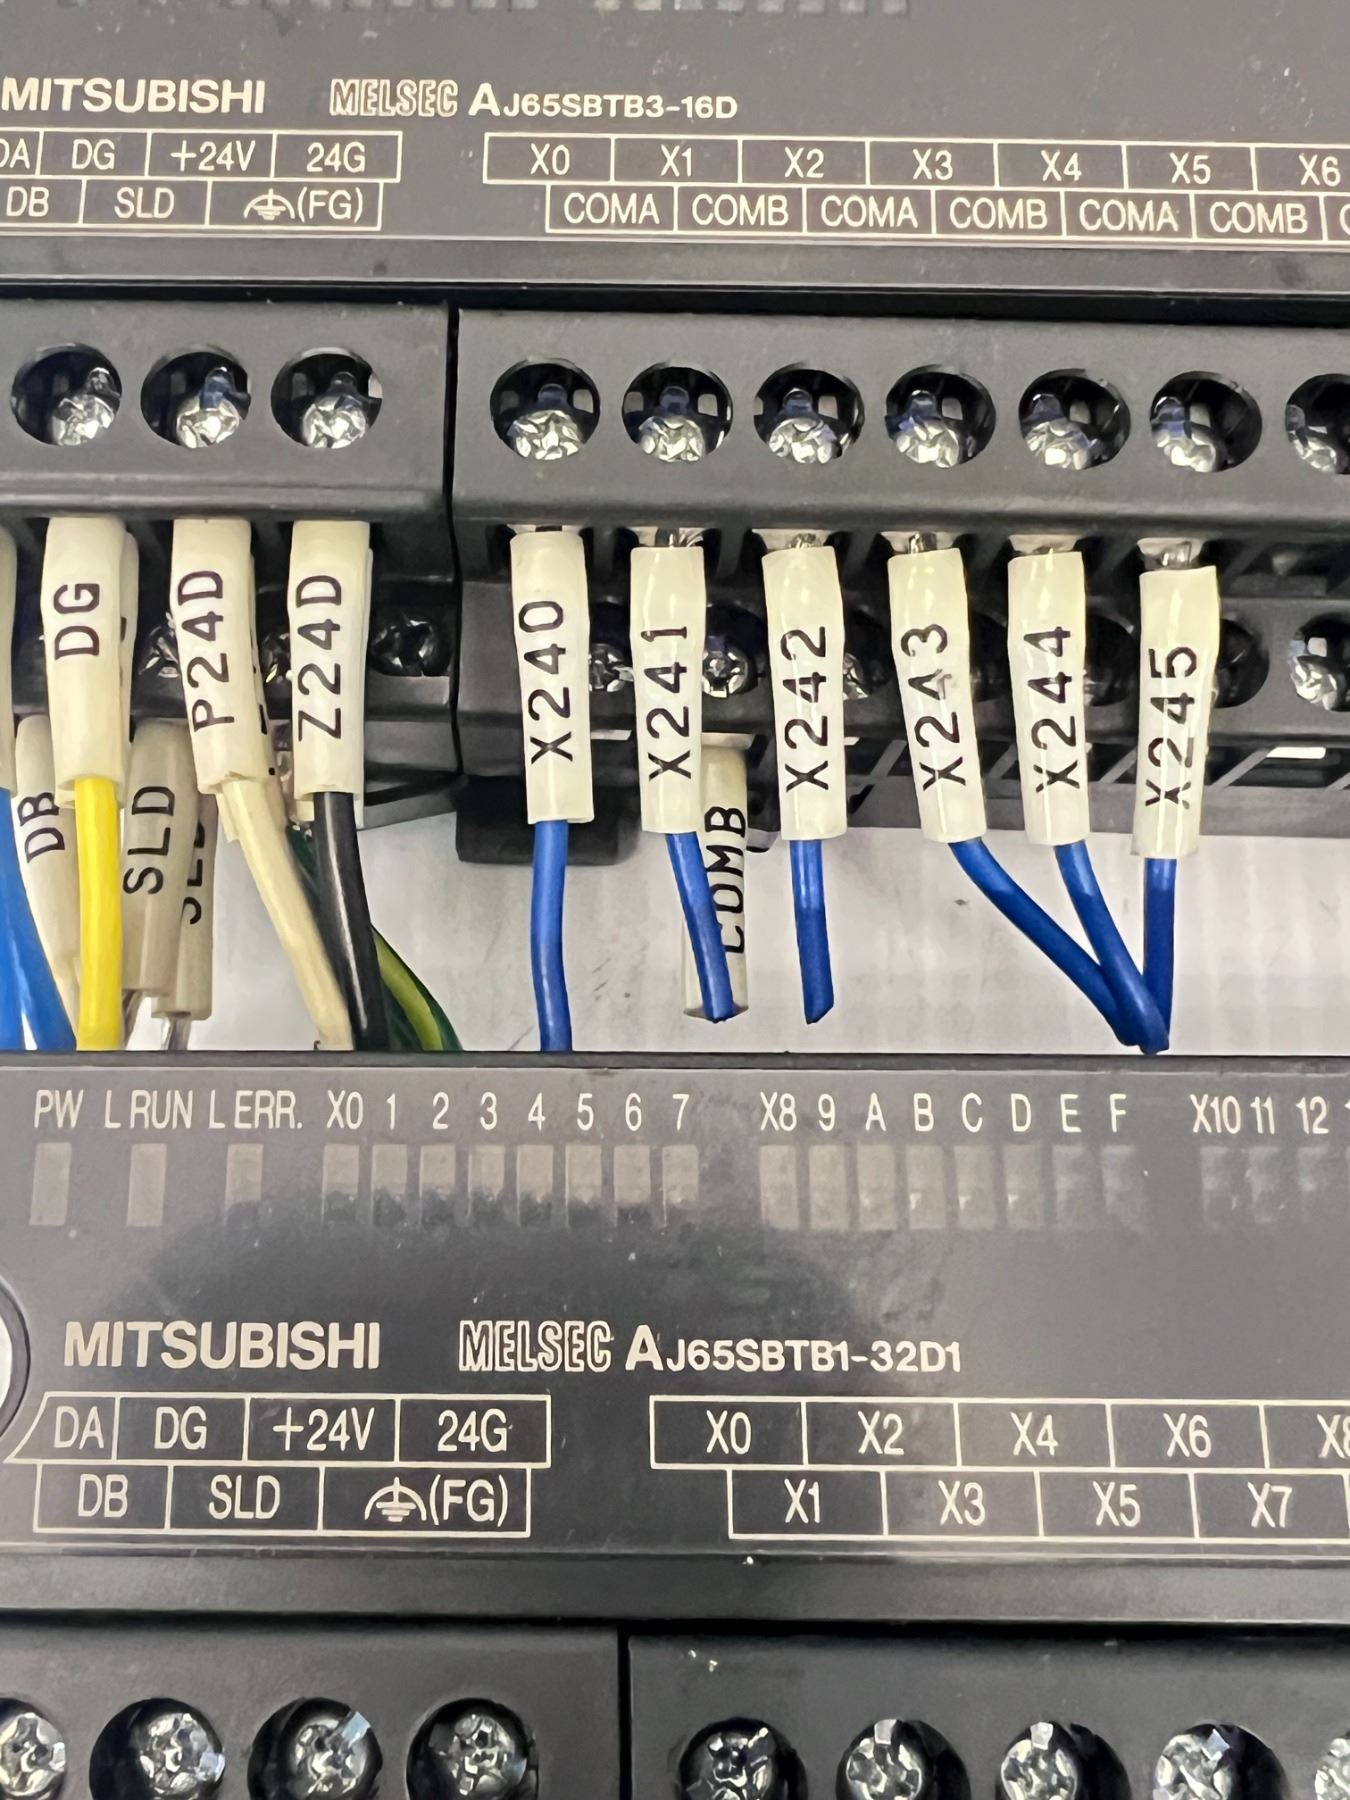 MITSUBISHI MELSEC AJ65SBTB3-16D
DA DG +24V 24G X0 X1 X2 X3 X4 X5 X6
DB SLD (FG) COMA COMB COMA COMB COMA COMB
DG P24D Z24D X240 X241 X242 X243 X244 X245
DB SLD SLD COMB
PW L RUN L ERR. X0 1 2 3 4 5 6 7 X8 9 A B C D E F X10 11 12
MITSUBISHI MELSEC AJ65SBTB1-32D1
DA DG +24V 24G X0 X2 X4 X6 X8
DB SLD (FG) X1 X3 X5 X7